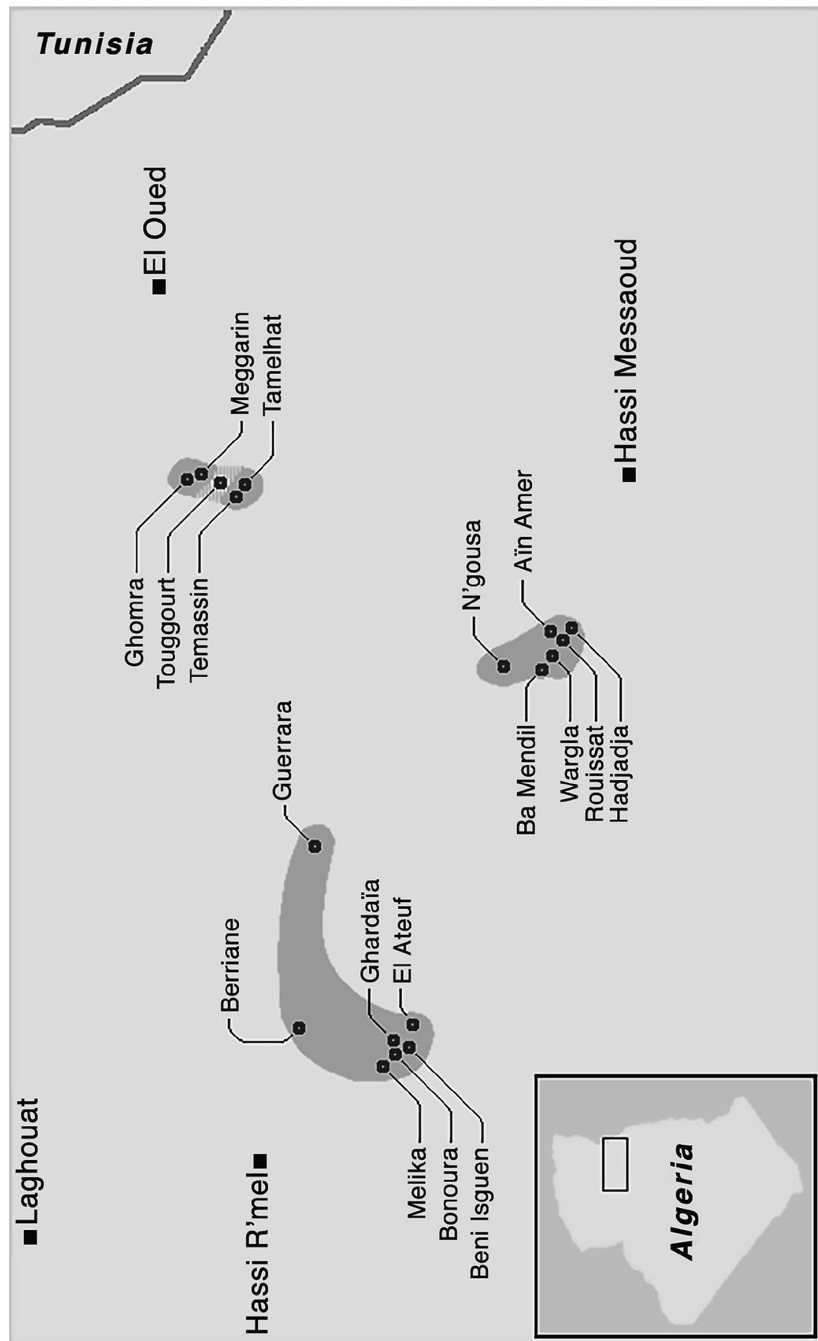 Tunisia
Laghouat
El Oued
Hassi R'mel
Berriane
Guerrara
Ghomra
Touggourt
Temassin
Meggarin
Tamelhat
Ghardaïa
El Ateuf
Melika
Bonoura
Beni Isguen
N'gousa
Aïn Amer
Ba Mendil
Wargla
Rouissat
Hadjadja
Hassi Messaoud
Algeria